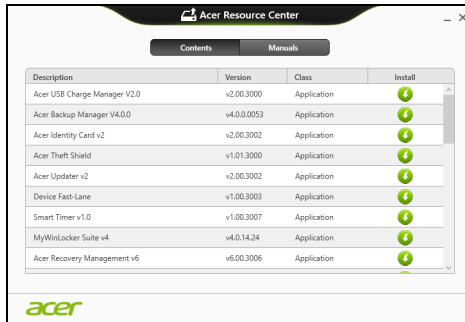 Acer Resource Center
Contents Manuals
Description Version Class Install
Acer USB Charge Manager V2.0 v2.00.3000 Application
Acer Backup Manager V4.0.0 v4.0.0.0053 Application
Acer Identity Card v2 v2.00.3002 Application
Acer Theft Shield v1.01.3000 Application
Acer Updater v2 v2.00.3002 Application
Device Fast-Lane v1.00.3003 Application
Smart Timer v1.0 v1.00.3007 Application
MyWinLocker Suite v4 v4.0.14.24 Application
Acer Recovery Management v6 v6.00.3006 Application
acer